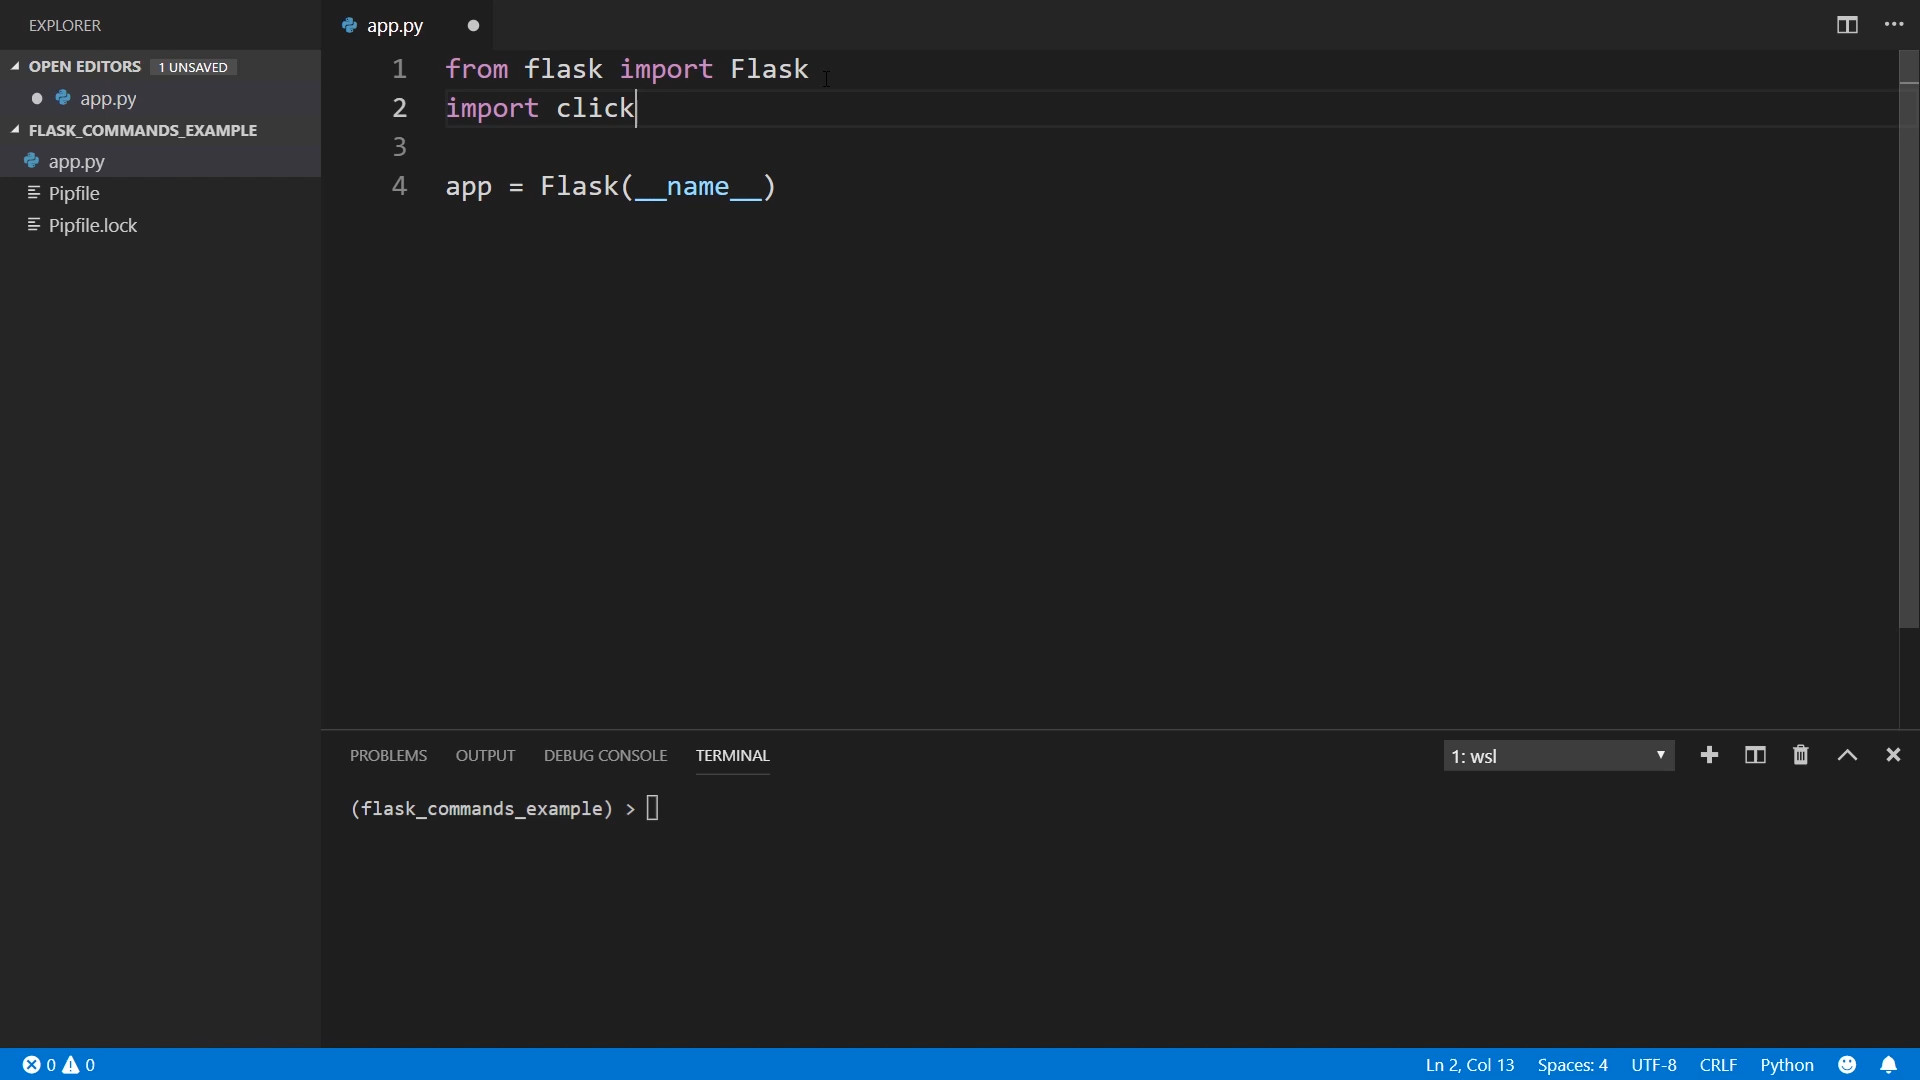 EXPLORER
OPEN EDITORS 1 UNSAVED
app.py
FLASK_COMMANDS_EXAMPLE
app.py
Pipfile
Pipfile.lock
app.py
1 from flask import Flask
2 import click
3
4 app = Flask(__name__)
PROBLEMS OUTPUT DEBUG CONSOLE TERMINAL 1: wsl
(flask_commands_example) >
0 0 Ln 2, Col 13 Spaces: 4 UTF-8 CRLF Python